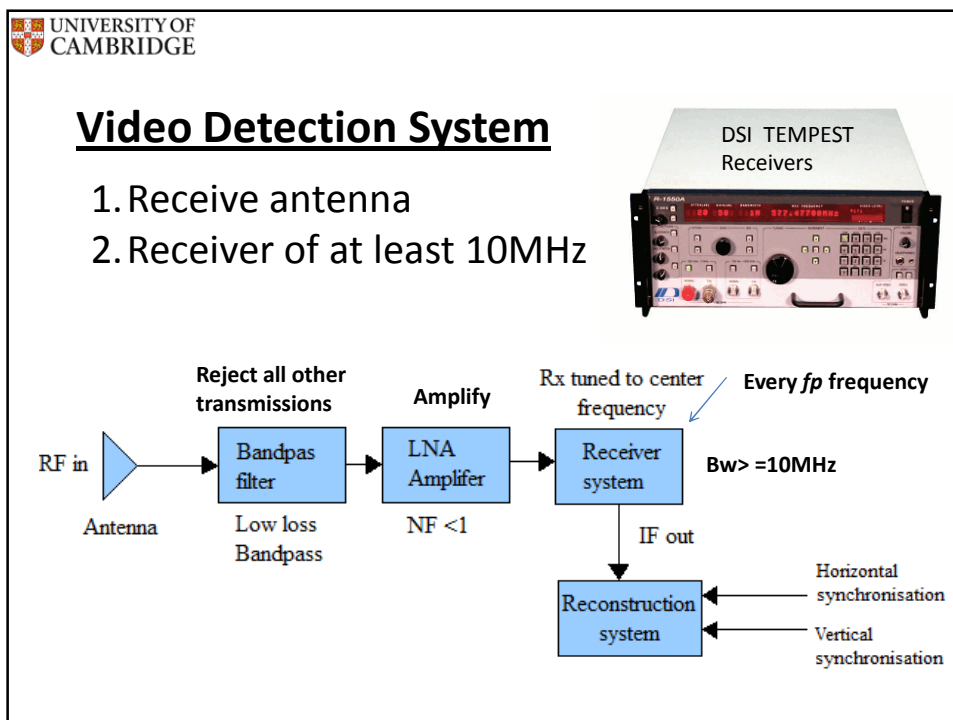 UNIVERSITY OF
CAMBRIDGE
Video Detection System
1. Receive antenna
2. Receiver of at least 10MHz
DSI TEMPEST
Receivers
R-1550A
577.47700MHz
DSI
Reject all other
transmissions
Amplify
Rx tuned to center
frequency
Every fp frequency
RF in
Bandpas
filter
LNA
Amplifer
Receiver
system
Bw> =10MHz
Antenna
Low loss
Bandpass
NF <1
IF out
Reconstruction
system
Horizontal
synchronisation
Vertical
synchronisation